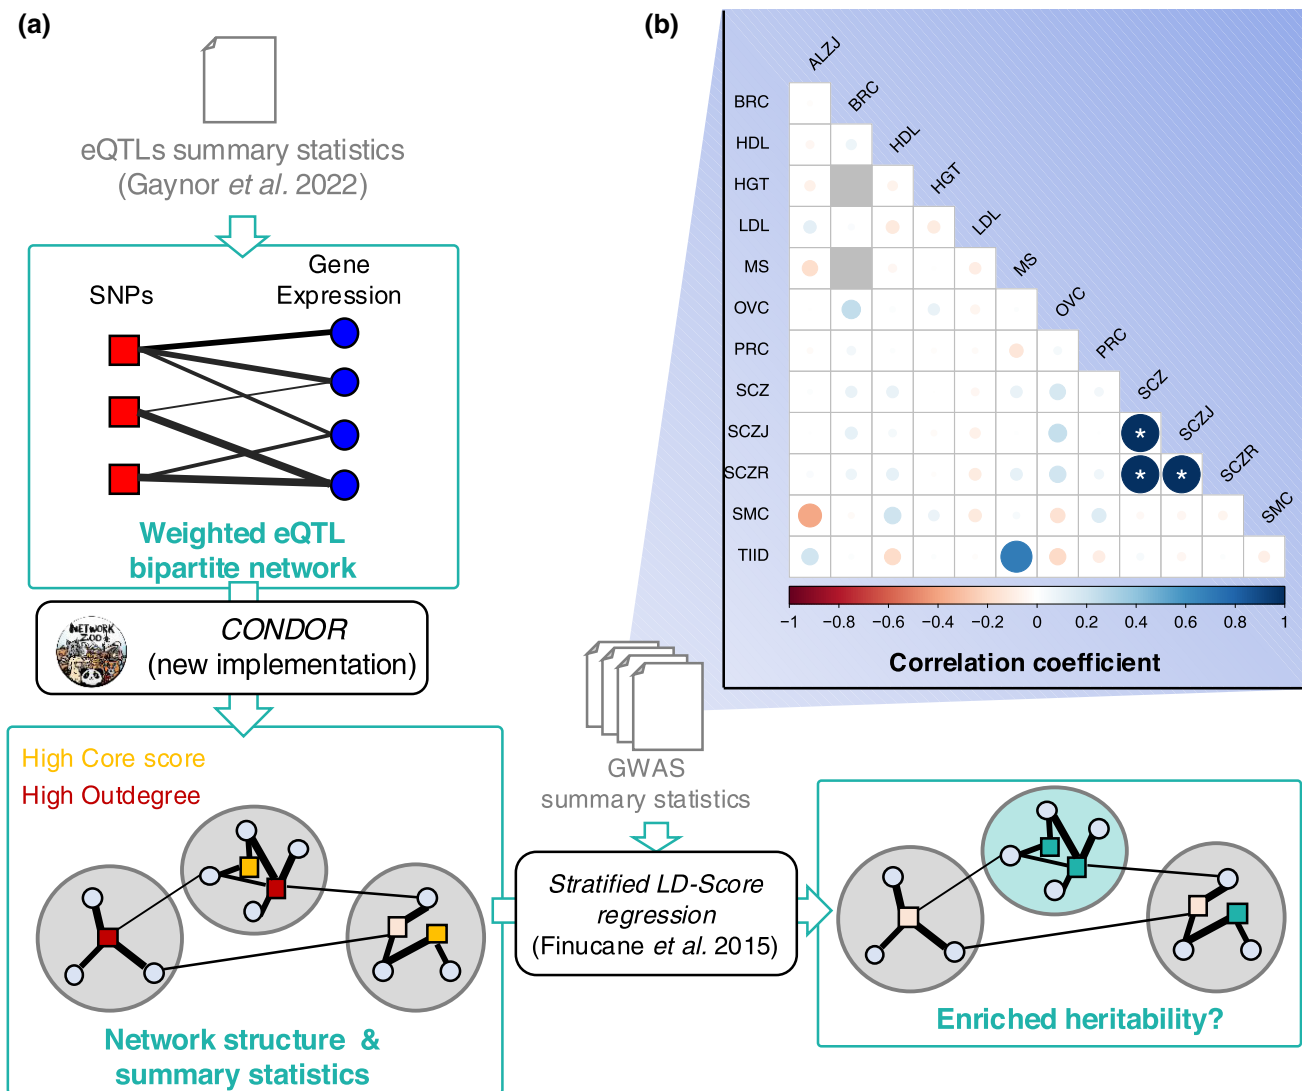 (a)
eQTLs summary statistics
(Gaynor et al. 2022)
SNPs
Gene
Expression
Weighted eQTL
bipartite network
NETWORK
ZOO
CONDOR
(new implementation)
High Core score
High Outdegree
Network structure &
summary statistics
GWAS
summary statistics
Stratified LD-Score
regression
(Finucane et al. 2015)
Enriched heritability?
(b)
ALZJ
BRC
HDL
HGT
LDL
MS
OVC
PRC
SCZ
SCZJ
SCZR
SMC
BRC
HDL
HGT
LDL
MS
OVC
PRC
SCZ
SCZJ
*
SCZR
* *
SMC
TIID
−1 −0.8 −0.6 −0.4 −0.2 0 0.2 0.4 0.6 0.8 1
Correlation coefficient